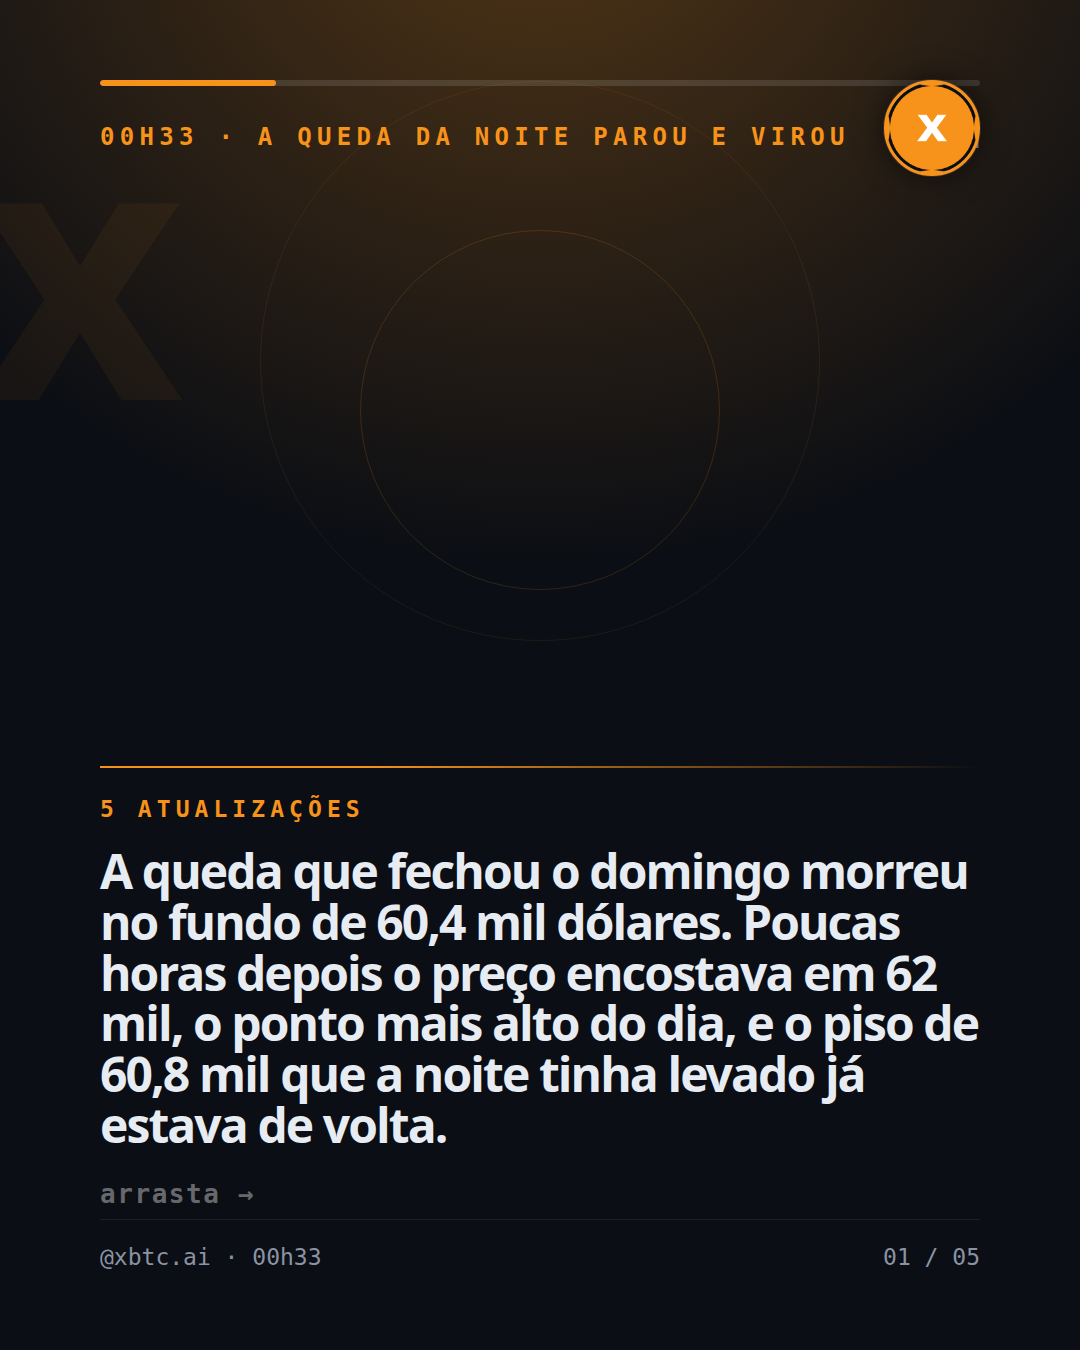 00H33 · A QUEDA DA NOITE PAROU E VIROU
x
X
5 ATUALIZAÇÕES
A queda que fechou o domingo morreu
no fundo de 60,4 mil dólares. Poucas
horas depois o preço encostava em 62
mil, o ponto mais alto do dia, e o piso de
60,8 mil que a noite tinha levado já
estava de volta.
arrasta →
@xbtc.ai · 00h33
01 / 05